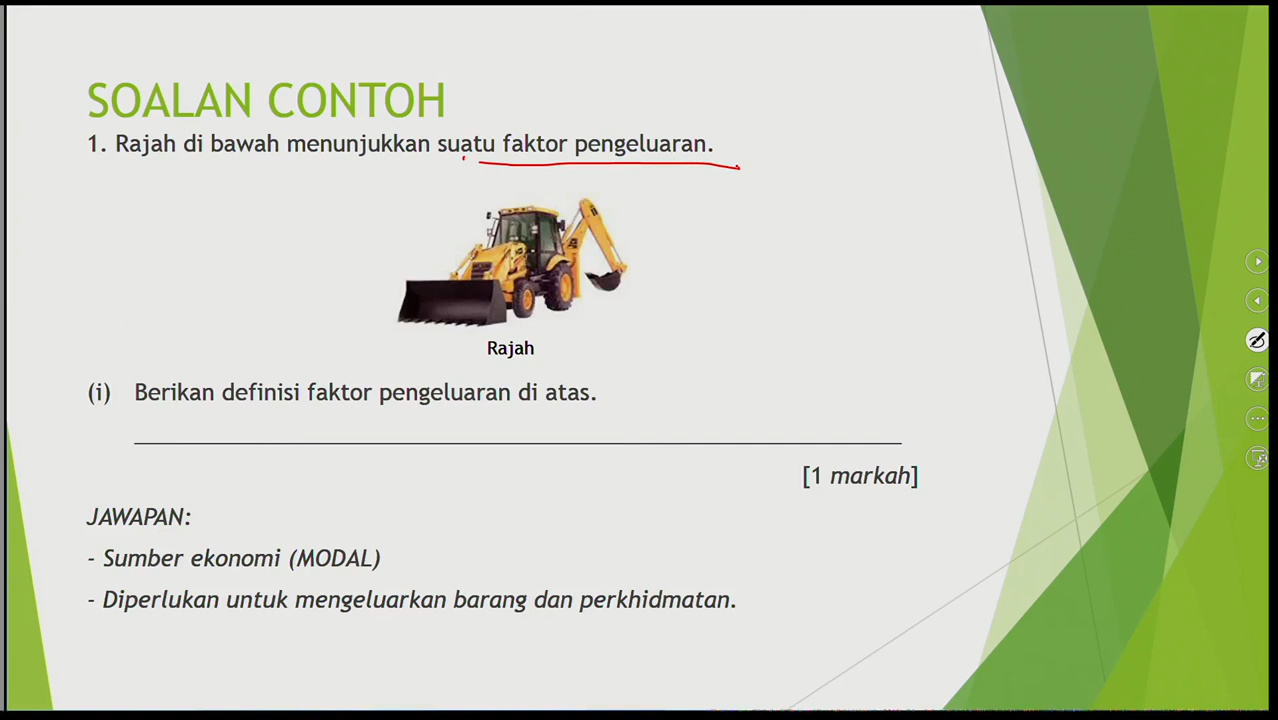 SOALAN CONTOH
1. Rajah di bawah menunjukkan suatu faktor pengeluaran.
Rajah
(i) Berikan definisi faktor pengeluaran di atas.
[1 markah]
JAWAPAN:
- Sumber ekonomi (MODAL)
- Diperlukan untuk mengeluarkan barang dan perkhidmatan.